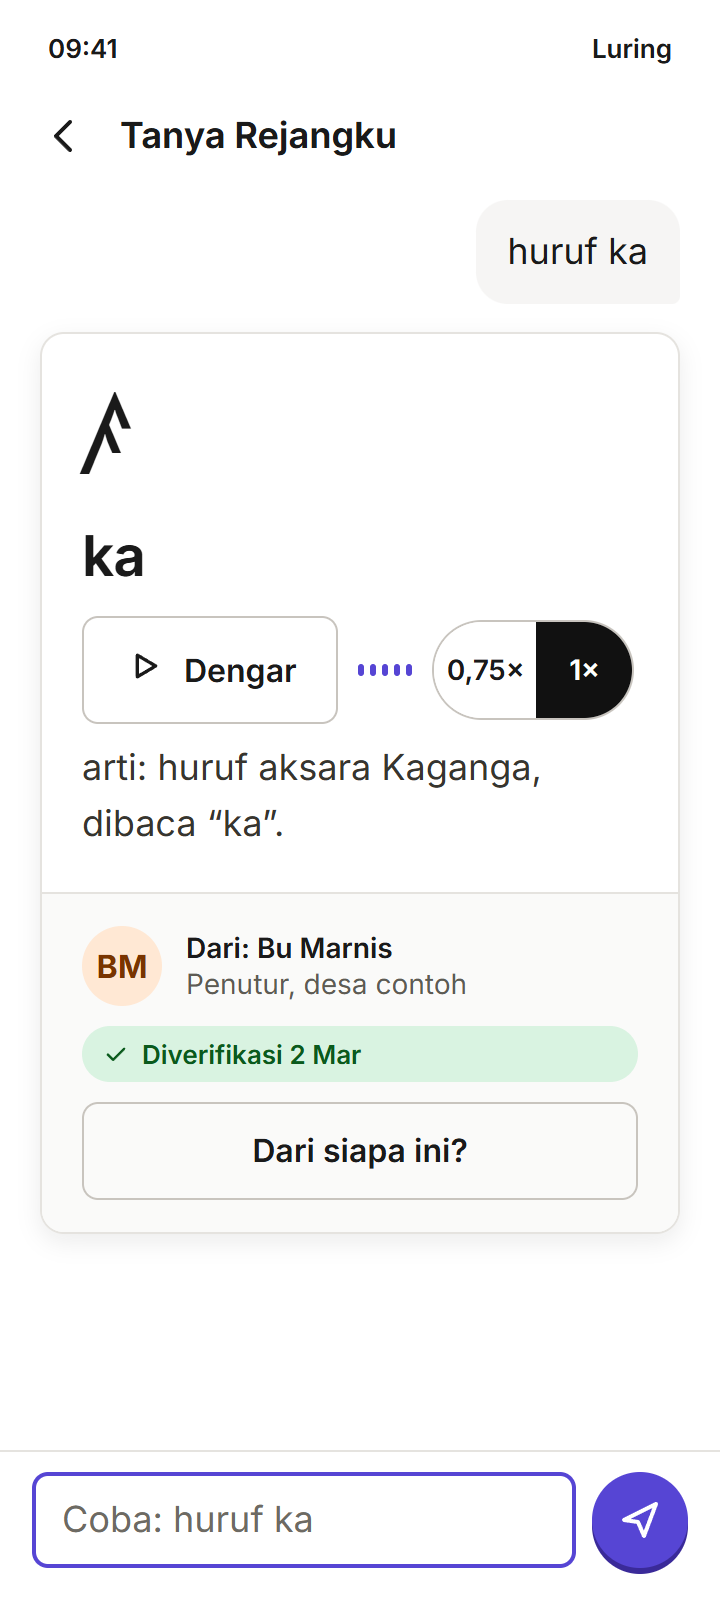 09:41 Luring
Tanya Rejangku
huruf ka
ꤰ
ka
Dengar 0,75× 1×
arti: huruf aksara Kaganga,
dibaca “ka”.
BM
Dari: Bu Marnis
Penutur, desa contoh
Diverifikasi 2 Mar
Dari siapa ini?
Coba: huruf ka